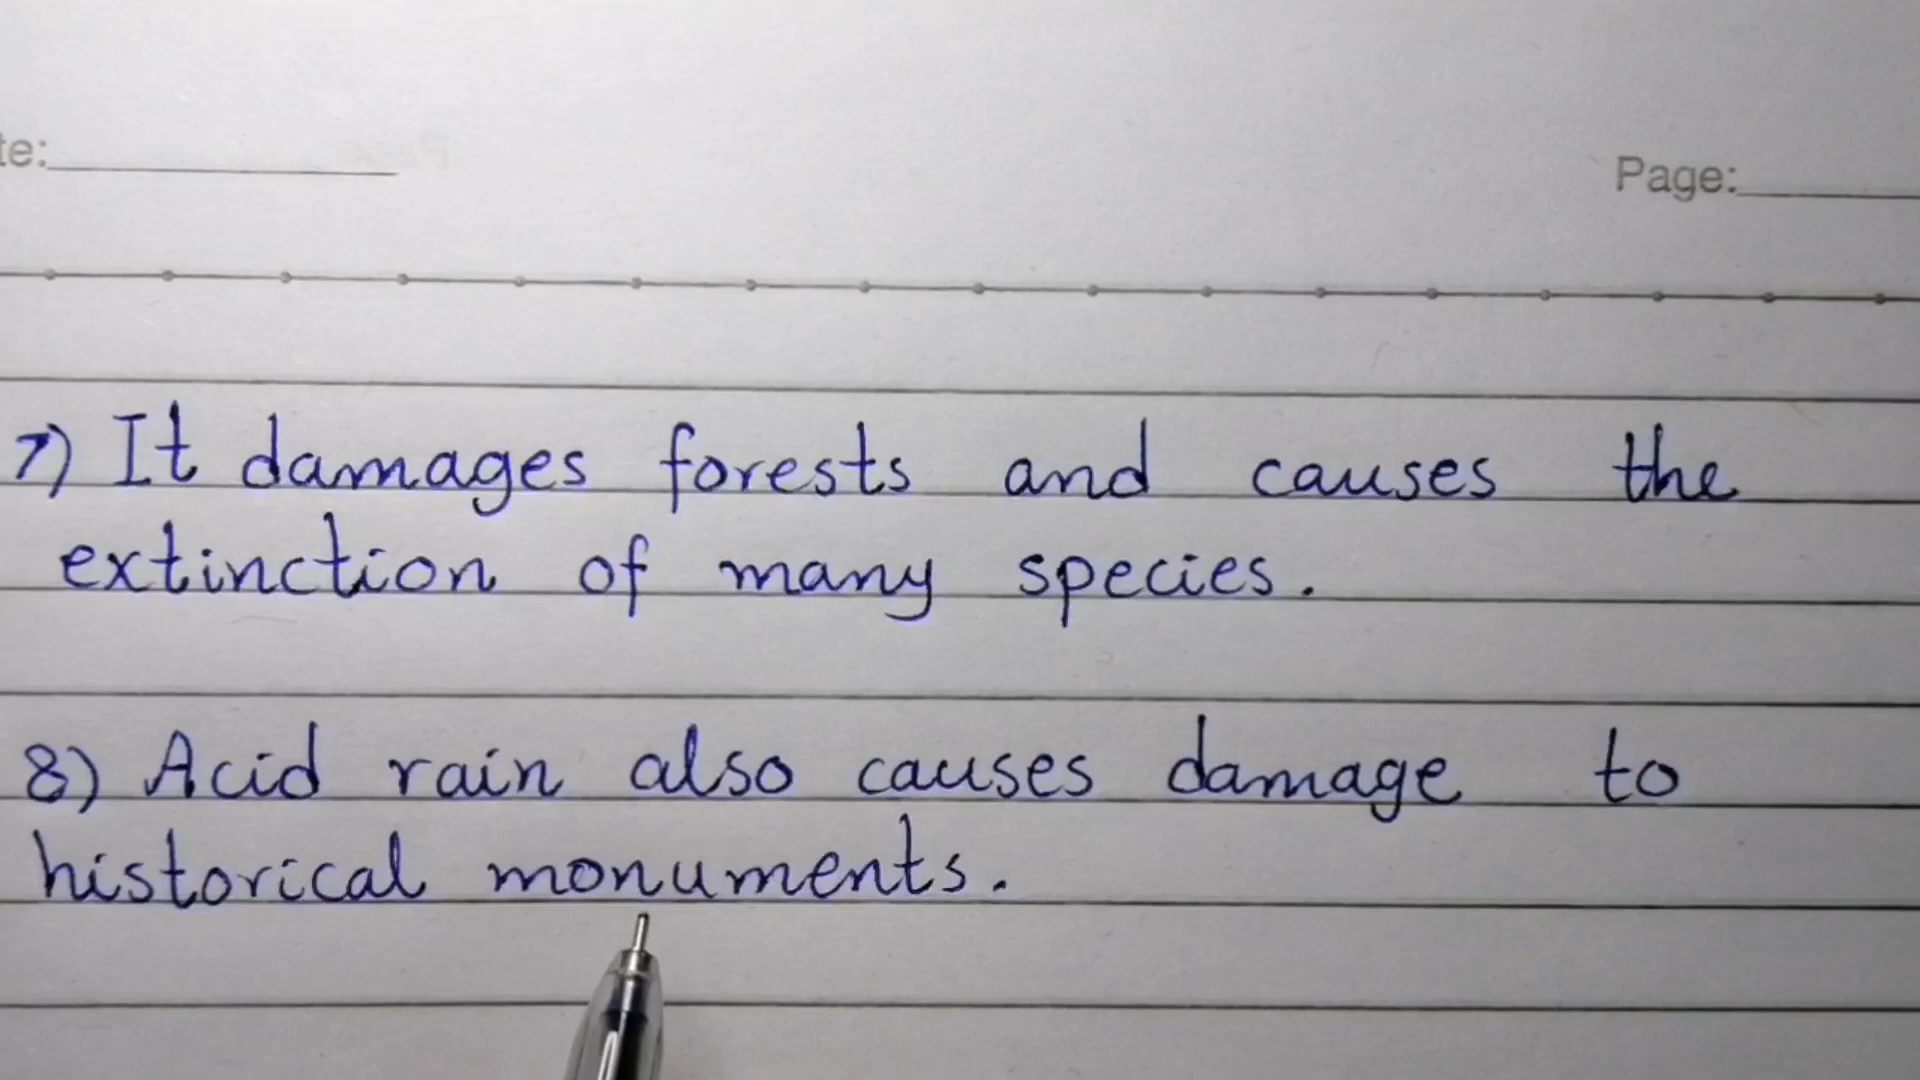 te:
Page:
7) It damages forests and causes the
extinction of many species.
8) Acid rain also causes damage to
historical monuments.